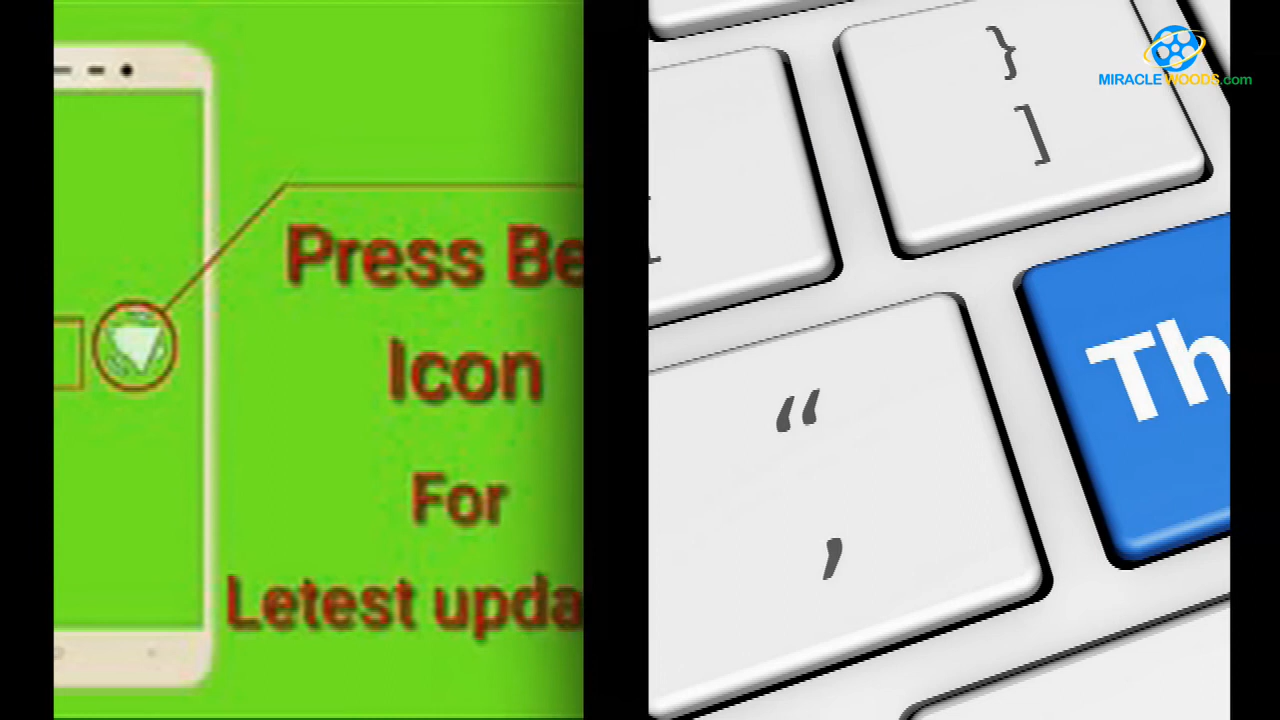 Press Be
Icon
For
Letest upda
}
]
“
,
Th
MIRACLEWOODS.com